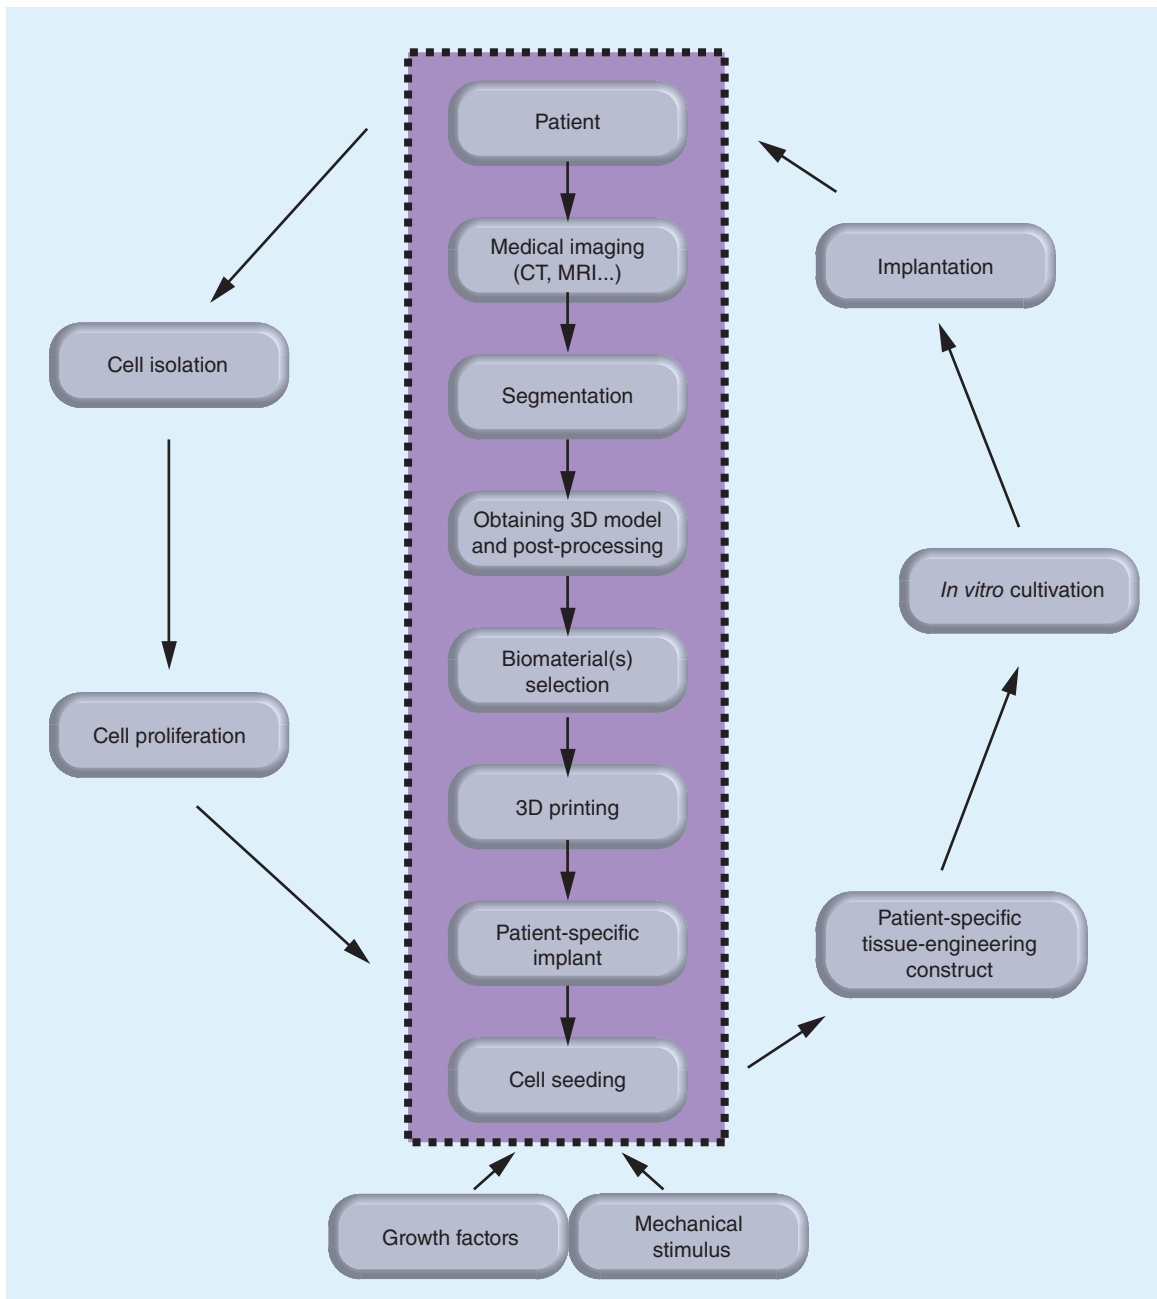 Patient
Medical imaging
(CT, MRI...)
Segmentation
Obtaining 3D model
and post-processing
Biomaterial(s)
selection
3D printing
Patient-specific
implant
Cell seeding
Cell isolation
Cell proliferation
Growth factors
Mechanical
stimulus
Patient-specific
tissue-engineering
construct
In vitro cultivation
Implantation